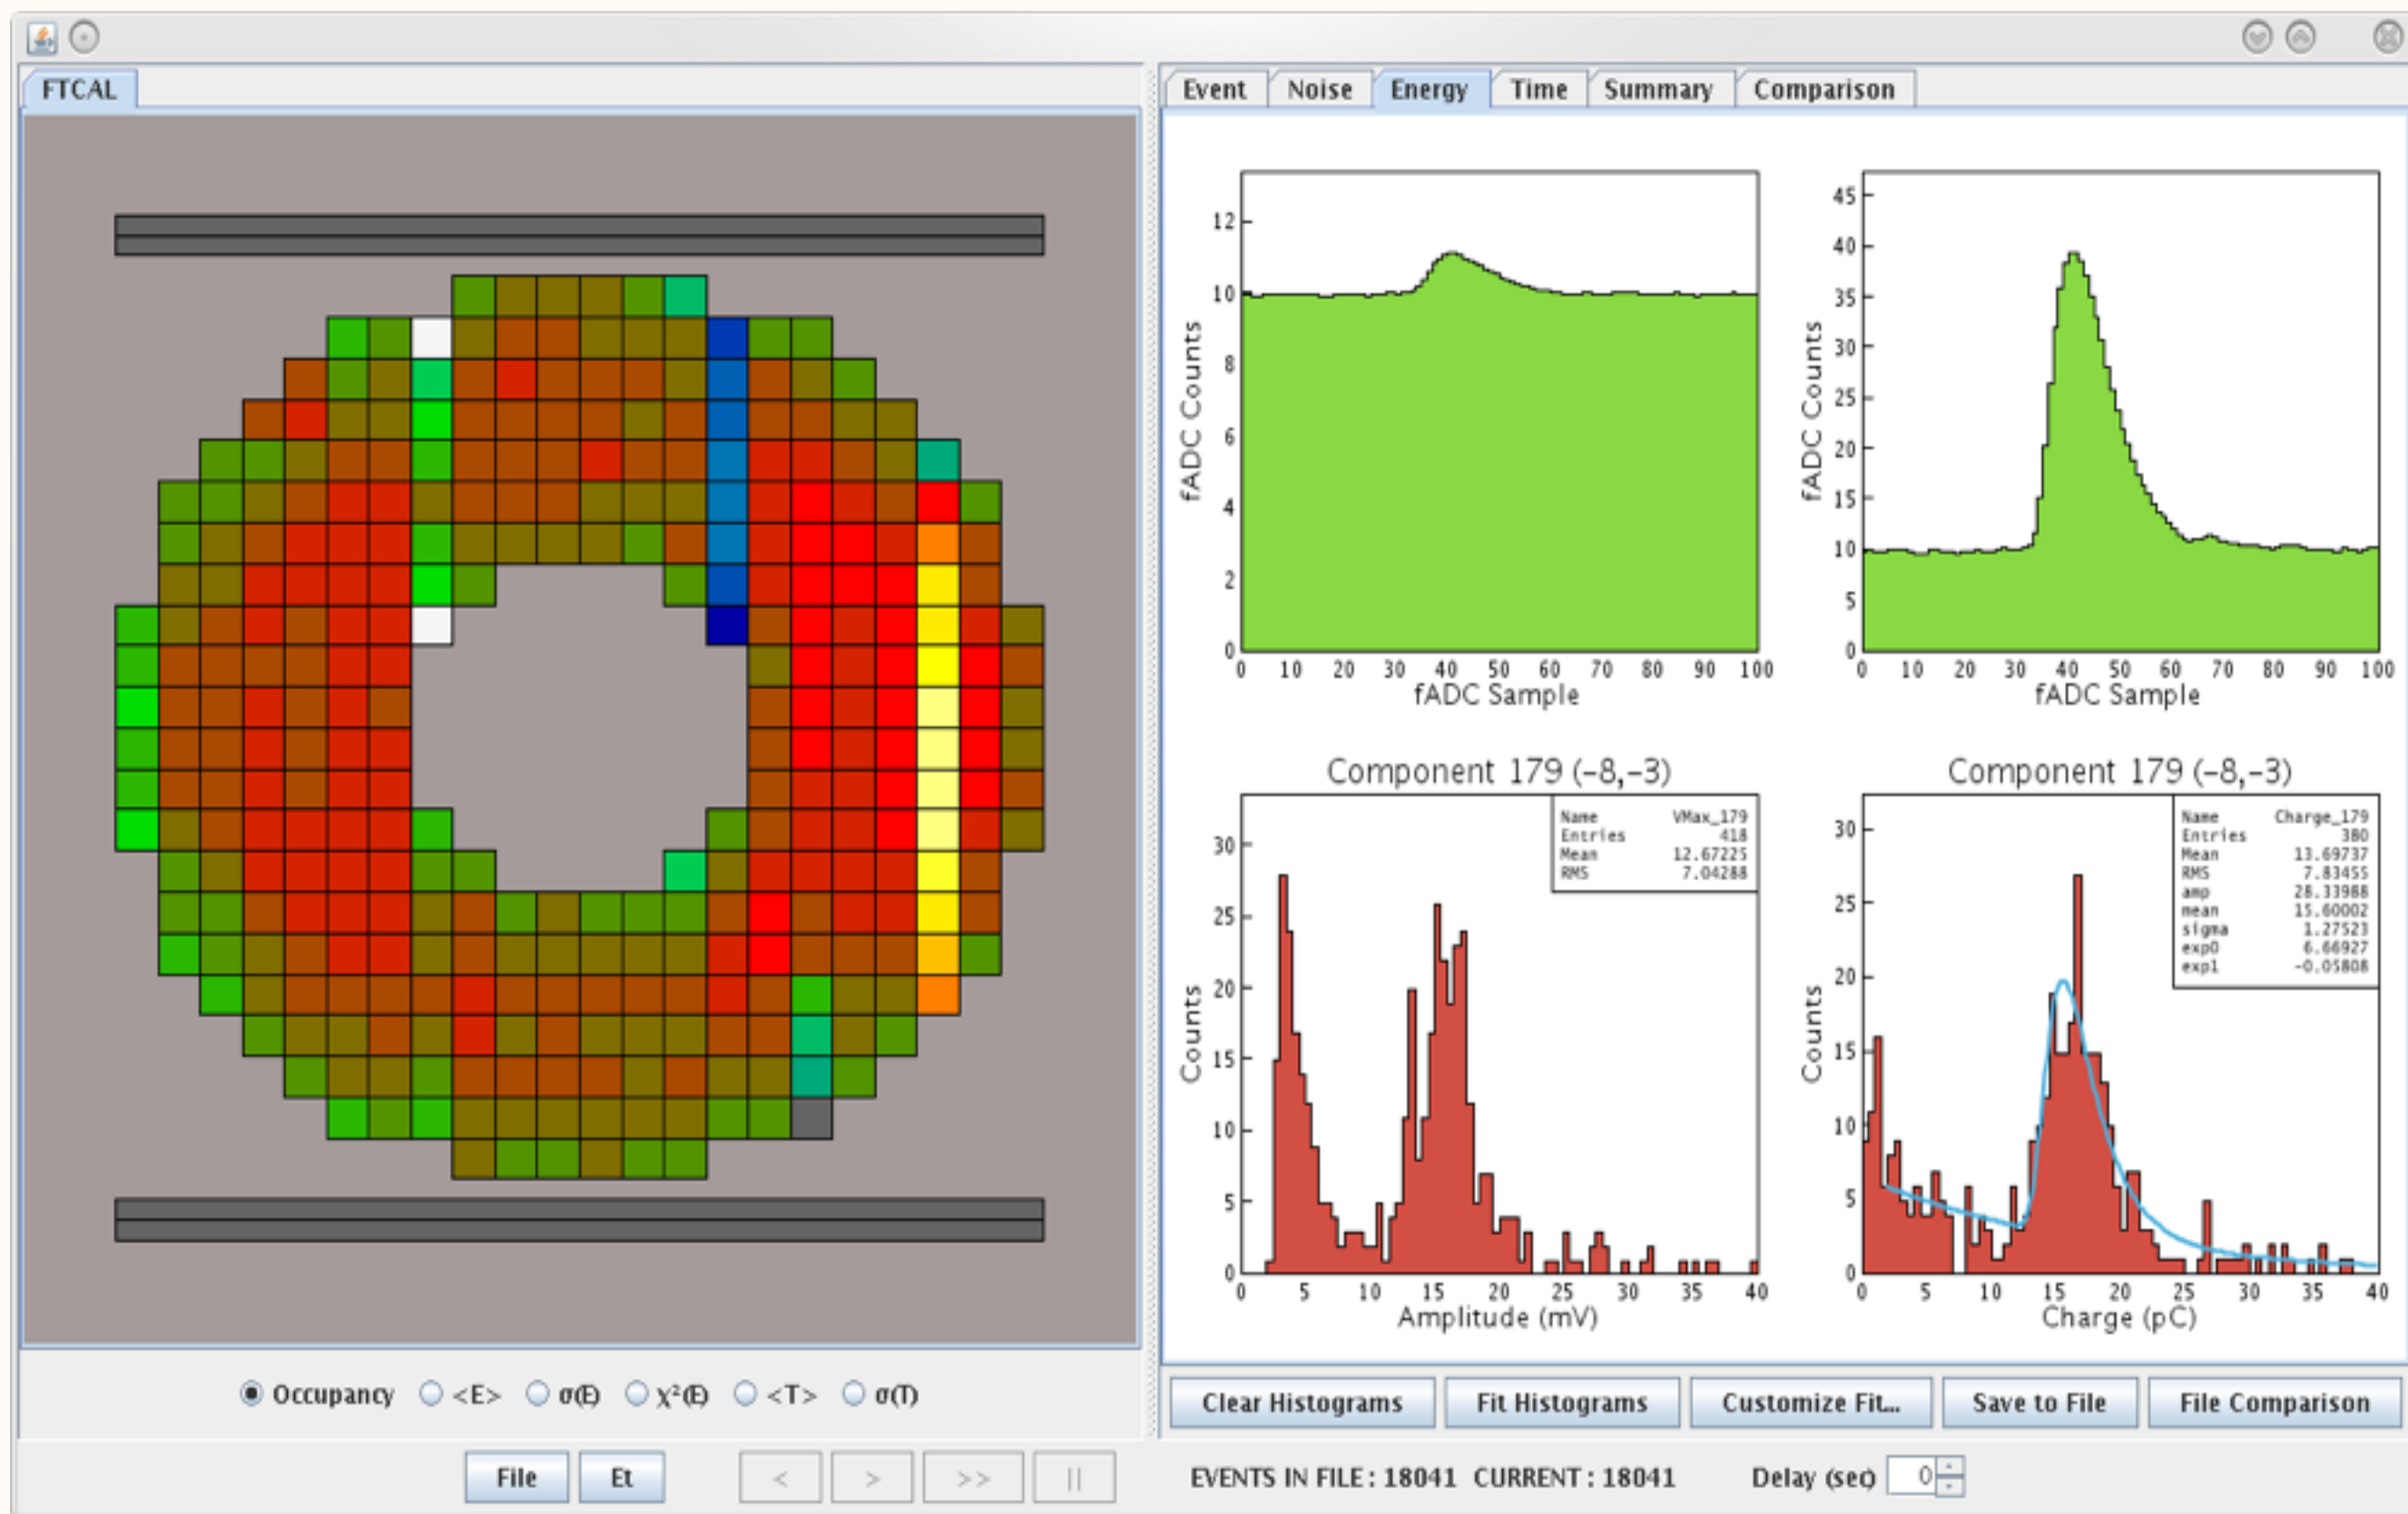 FTCAL
Event Noise Energy Time Summary Comparison
12
10
8
6
4
2
0
fADC Counts
0 10 20 30 40 50 60 70 80 90 100
fADC Sample
45
40
35
30
25
20
15
10
5
0
fADC Counts
0 10 20 30 40 50 60 70 80 90 100
fADC Sample
Component 179 (-8,-3)
Name VMax_179
Entries 418
Mean 12.67225
RMS 7.04288
30
25
20
15
10
5
0
Counts
0 5 10 15 20 25 30 35 40
Amplitude (mV)
Component 179 (-8,-3)
Name Charge_179
Entries 380
Mean 13.69737
RMS 7.83455
amp 28.33988
mean 15.60002
sigma 1.27523
exp0 6.66927
exp1 -0.05808
30
25
20
15
10
5
0
Counts
0 5 10 15 20 25 30 35 40
Charge (pC)
Occupancy <E> σ(E) χ²(E) <T> σ(T)
Clear Histograms Fit Histograms Customize Fit... Save to File File Comparison
File Et < > >> ||
EVENTS IN FILE : 18041 CURRENT : 18041 Delay (sec) 0